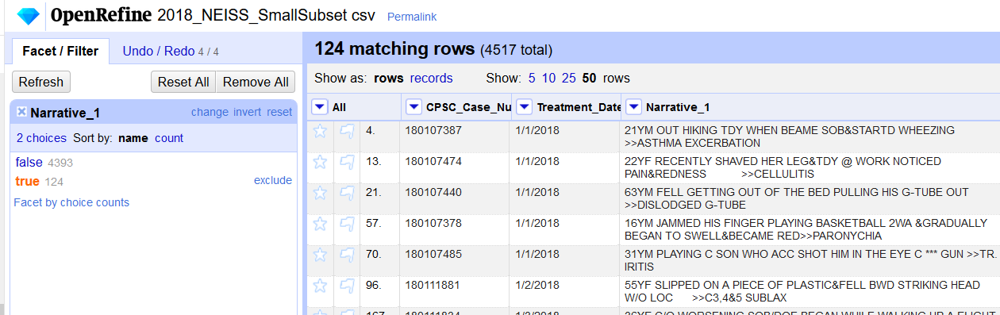 OpenRefine 2018_NEISS_SmallSubset csv Permalink
Facet / Filter Undo / Redo 4 / 4
Refresh Reset All Remove All
Narrative_1 change invert reset
2 choices Sort by: name count
false 4393
true 124 exclude
Facet by choice counts
124 matching rows (4517 total)
Show as: rows records Show: 5 10 25 50 rows
All CPSC_Case_Nu Treatment_Date Narrative_1
4. 180107387 1/1/2018 21YM OUT HIKING TDY WHEN BEAME SOB&STARTD WHEEZING
>>ASTHMA EXCERBATION
13. 180107474 1/1/2018 22YF RECENTLY SHAVED HER LEG&TDY @ WORK NOTICED
PAIN&REDNESS >>CELLULITIS
21. 180107440 1/1/2018 63YM FELL GETTING OUT OF THE BED PULLING HIS G-TUBE OUT
>>DISLODGED G-TUBE
57. 180107378 1/1/2018 16YM JAMMED HIS FINGER PLAYING BASKETBALL 2WA &GRADUALLY
BEGAN TO SWELL&BECAME RED>>PARONYCHIA
70. 180107485 1/1/2018 31YM PLAYING C SON WHO ACC SHOT HIM IN THE EYE C *** GUN >>TR.
IRITIS
96. 180111881 1/2/2018 55YF SLIPPED ON A PIECE OF PLASTIC&FELL BWD STRIKING HEAD
W/O LOC >>C3,4&5 SUBLAX